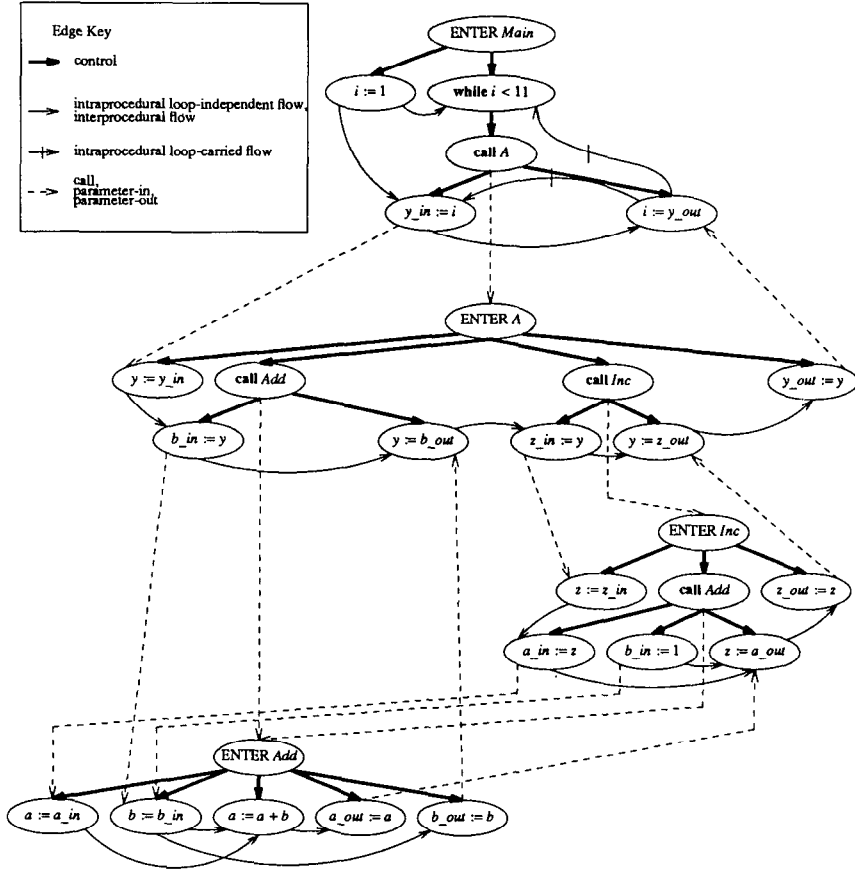 Edge Key
control
intraprocedural loop-independent flow,
interprocedural flow
intraprocedural loop-carried flow
call,
parameter-in,
parameter-out
ENTER Main
i := 1
while i < 11
call A
y_in := i
i := y_out
ENTER A
y := y_in
call Add
call Inc
y_out := y
b_in := y
y := b_out
z_in := y
y := z_out
ENTER Inc
z := z_in
call Add
z_out := z
a_in := z
b_in := 1
z := a_out
ENTER Add
a := a_in
b := b_in
a := a + b
a_out := a
b_out := b